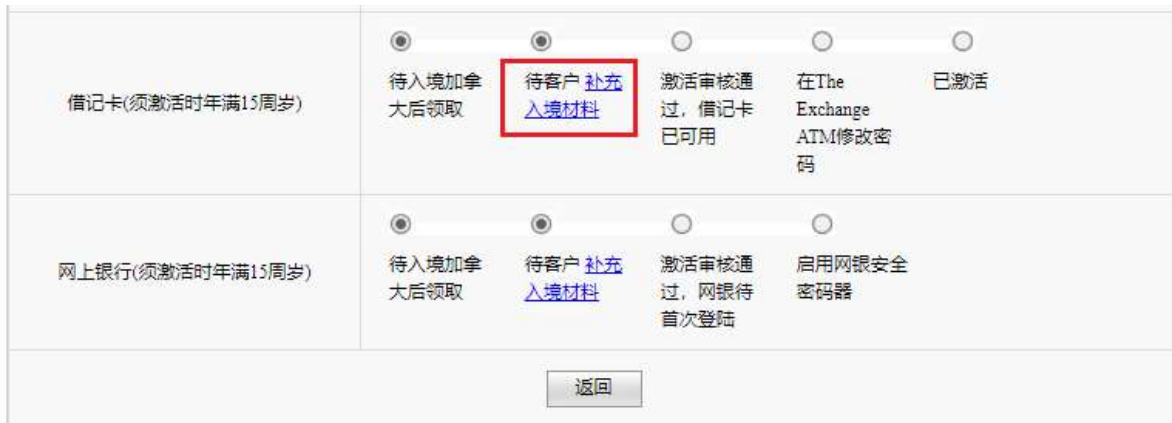 借记卡(须激活时年满15周岁)
待入境加拿
大后领取
待客户 补充
入境材料
激活审核通
过，借记卡
已可用
在The
Exchange
ATM修改密
码
已激活
网上银行(须激活时年满15周岁)
待入境加拿
大后领取
待客户 补充
入境材料
激活审核通
过，网银待
首次登陆
启用网银安全
密码器
返回